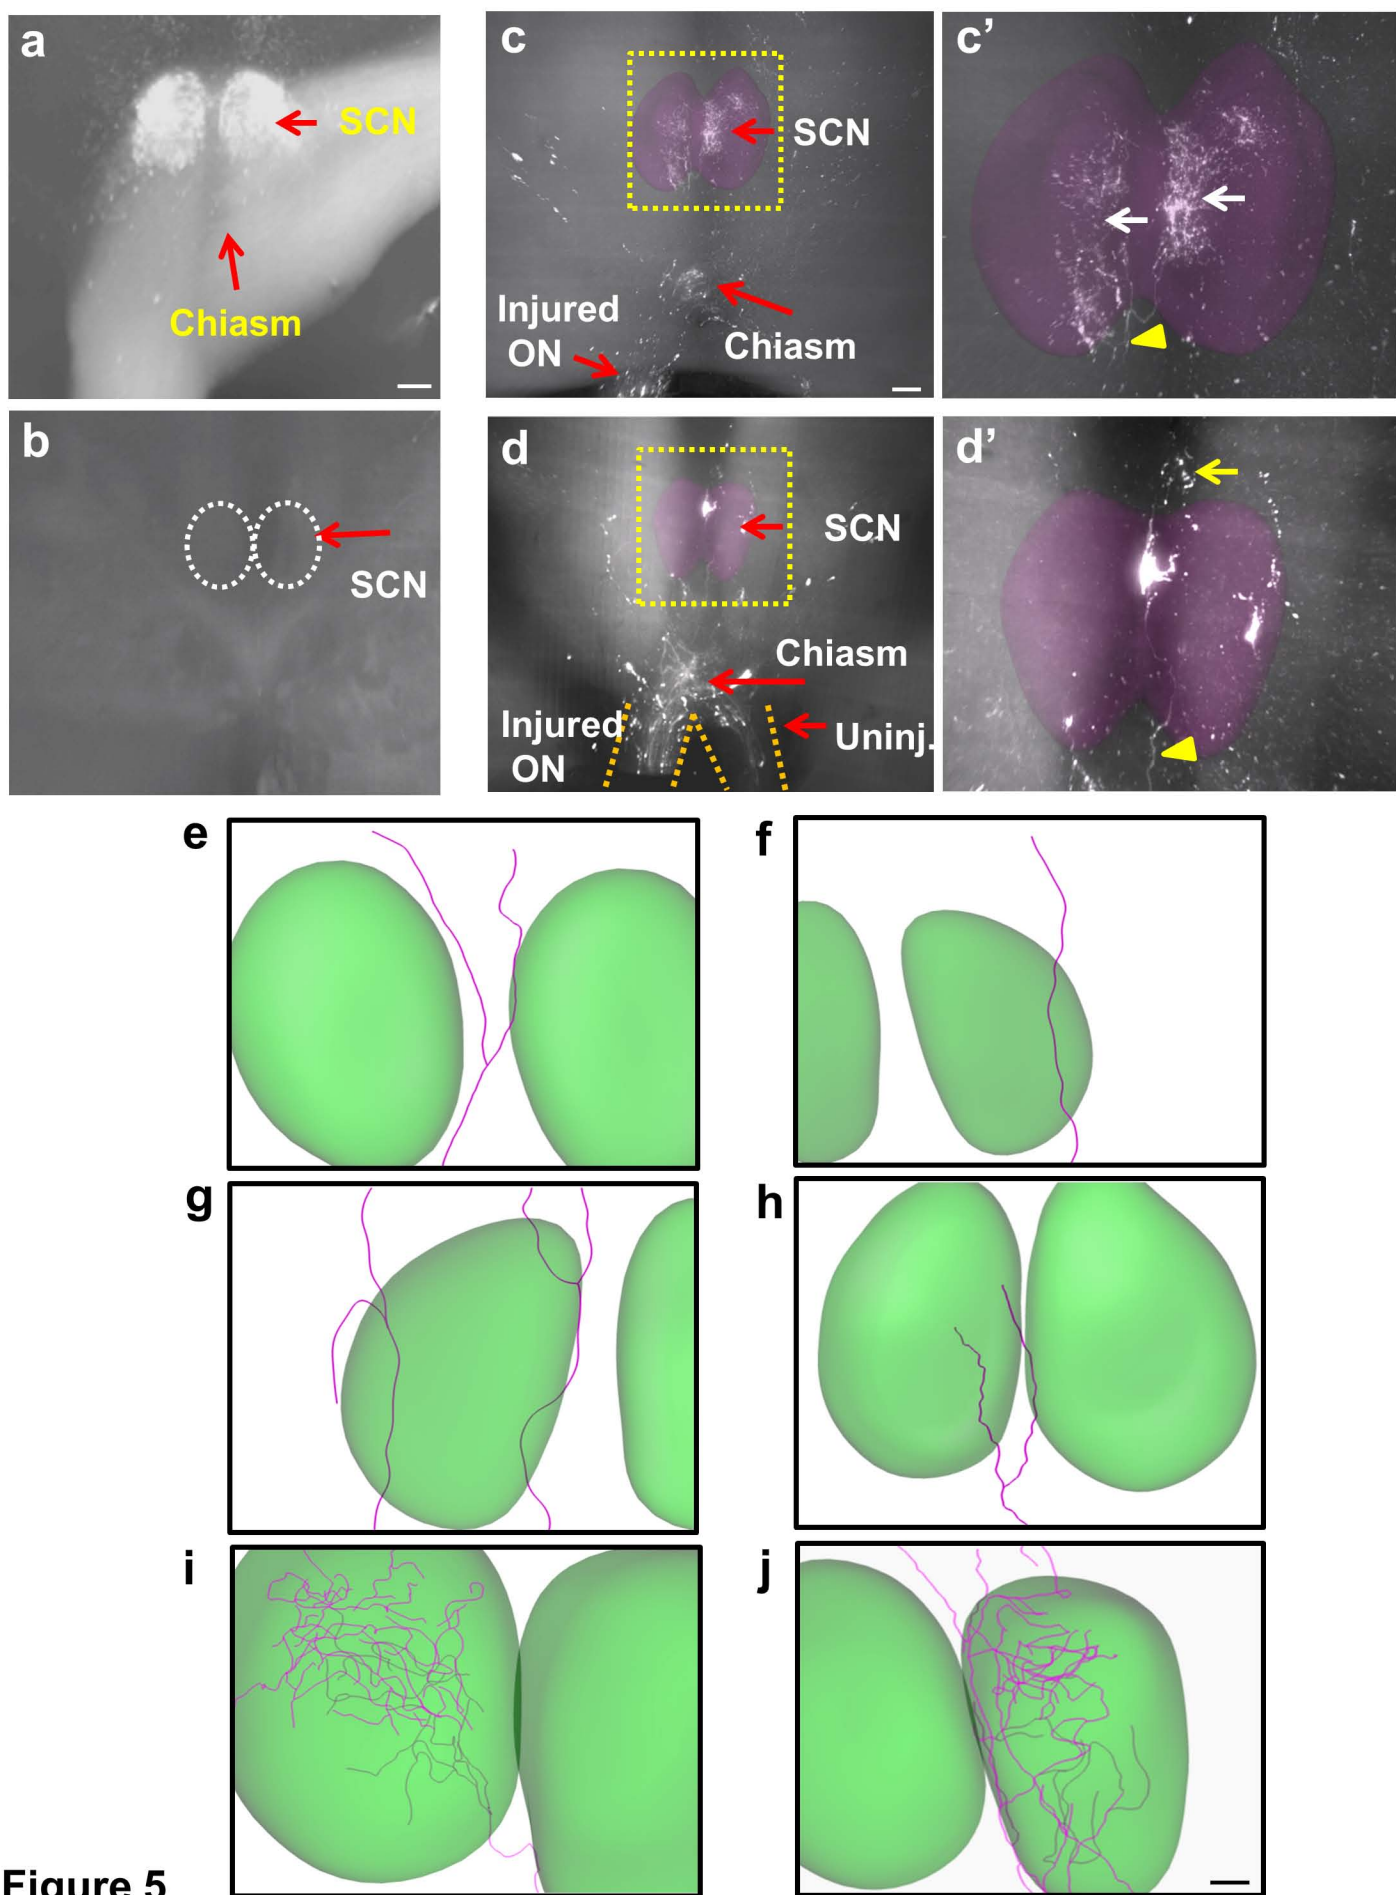 a
SCN
Chiasm
b
SCN
c
SCN
Injured
ON
Chiasm
c’
d
SCN
Chiasm
Injured
ON
Uninj.
d’
e
f
g
h
i
j
Figure 5